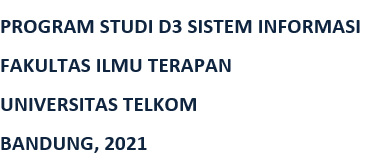 PROGRAM STUDI D3 SISTEM INFORMASI
FAKULTAS ILMU TERAPAN
UNIVERSITAS TELKOM
BANDUNG, 2021